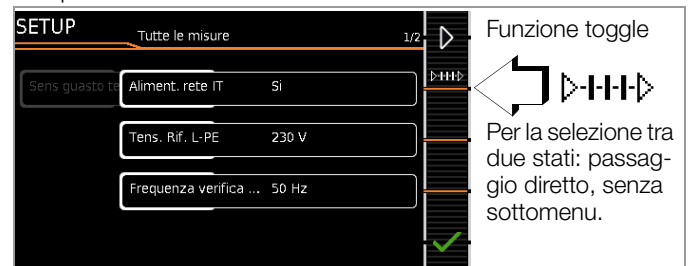 SETUP
Tutte le misure
1/2
Sens guasto te
Aliment. rete IT Si
Tens. Rif. L-PE 230 V
Frequenza verifica ... 50 Hz
Funzione toggle
Per la selezione tra
due stati: passag-
gio diretto, senza
sottomenu.